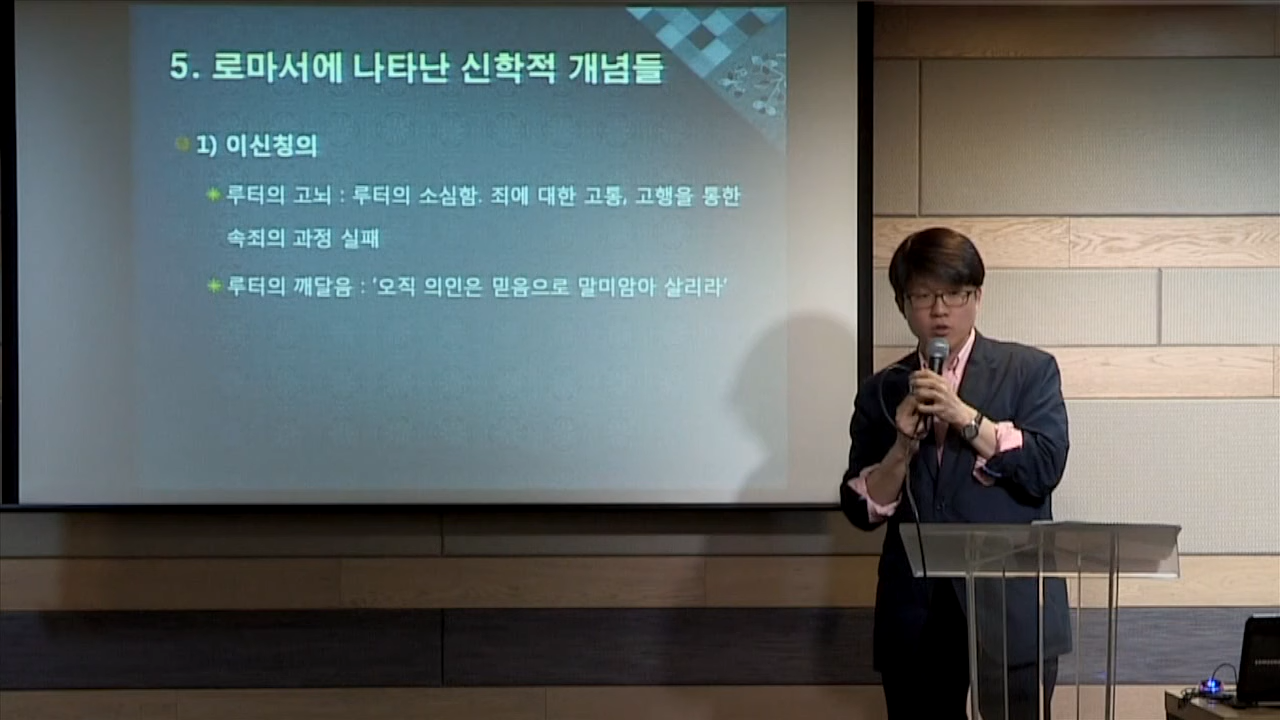 5. 로마서에 나타난 신학적 개념들
1) 이신칭의
루터의 고뇌 : 루터의 소심함. 죄에 대한 고통, 고행을 통한
속죄의 과정 실패
루터의 깨달음 : '오직 의인은 믿음으로 말미암아 살리라'